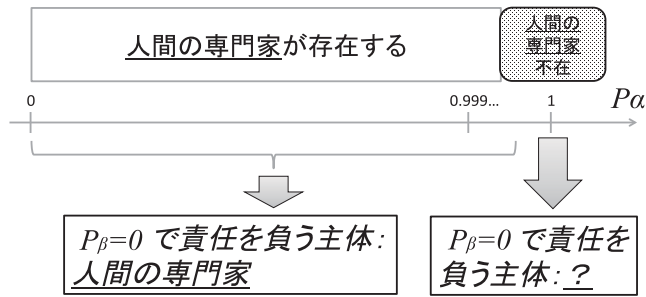 人間の専門家が存在する
人間の
専門家
不在
0
0.999...
1
Pα
Pβ=0 で責任を負う主体:
人間の専門家
Pβ=0 で責任を
負う主体:?